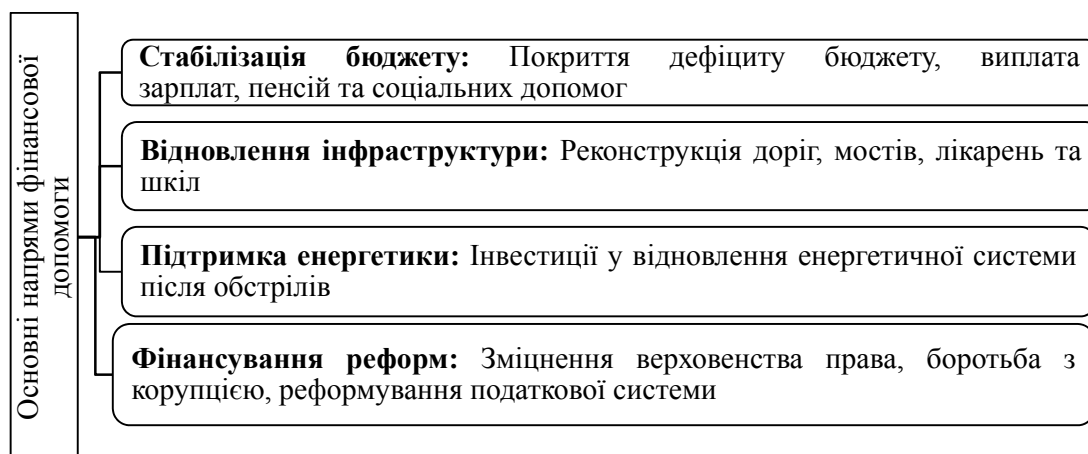 Основні напрями фінансової
допомоги
Стабілізація бюджету: Покриття дефіциту бюджету, виплата
зарплат, пенсій та соціальних допомог
Відновлення інфраструктури: Реконструкція доріг, мостів, лікарень та
шкіл
Підтримка енергетики: Інвестиції у відновлення енергетичної системи
після обстрілів
Фінансування реформ: Зміцнення верховенства права, боротьба з
корупцією, реформування податкової системи